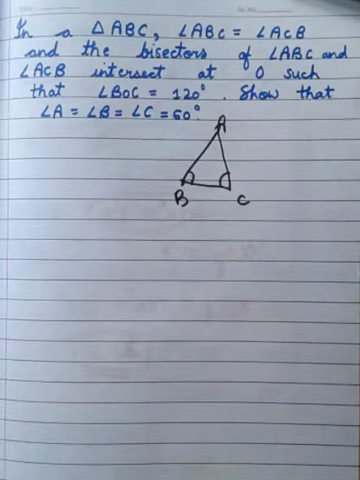 In a △ABC, ∠ABC = ∠ACB
and the bisectors of ∠ABC and
∠ACB intersect at O such
that ∠BOC = 120°. Show that
∠A = ∠B = ∠C = 60°.
A
B
C